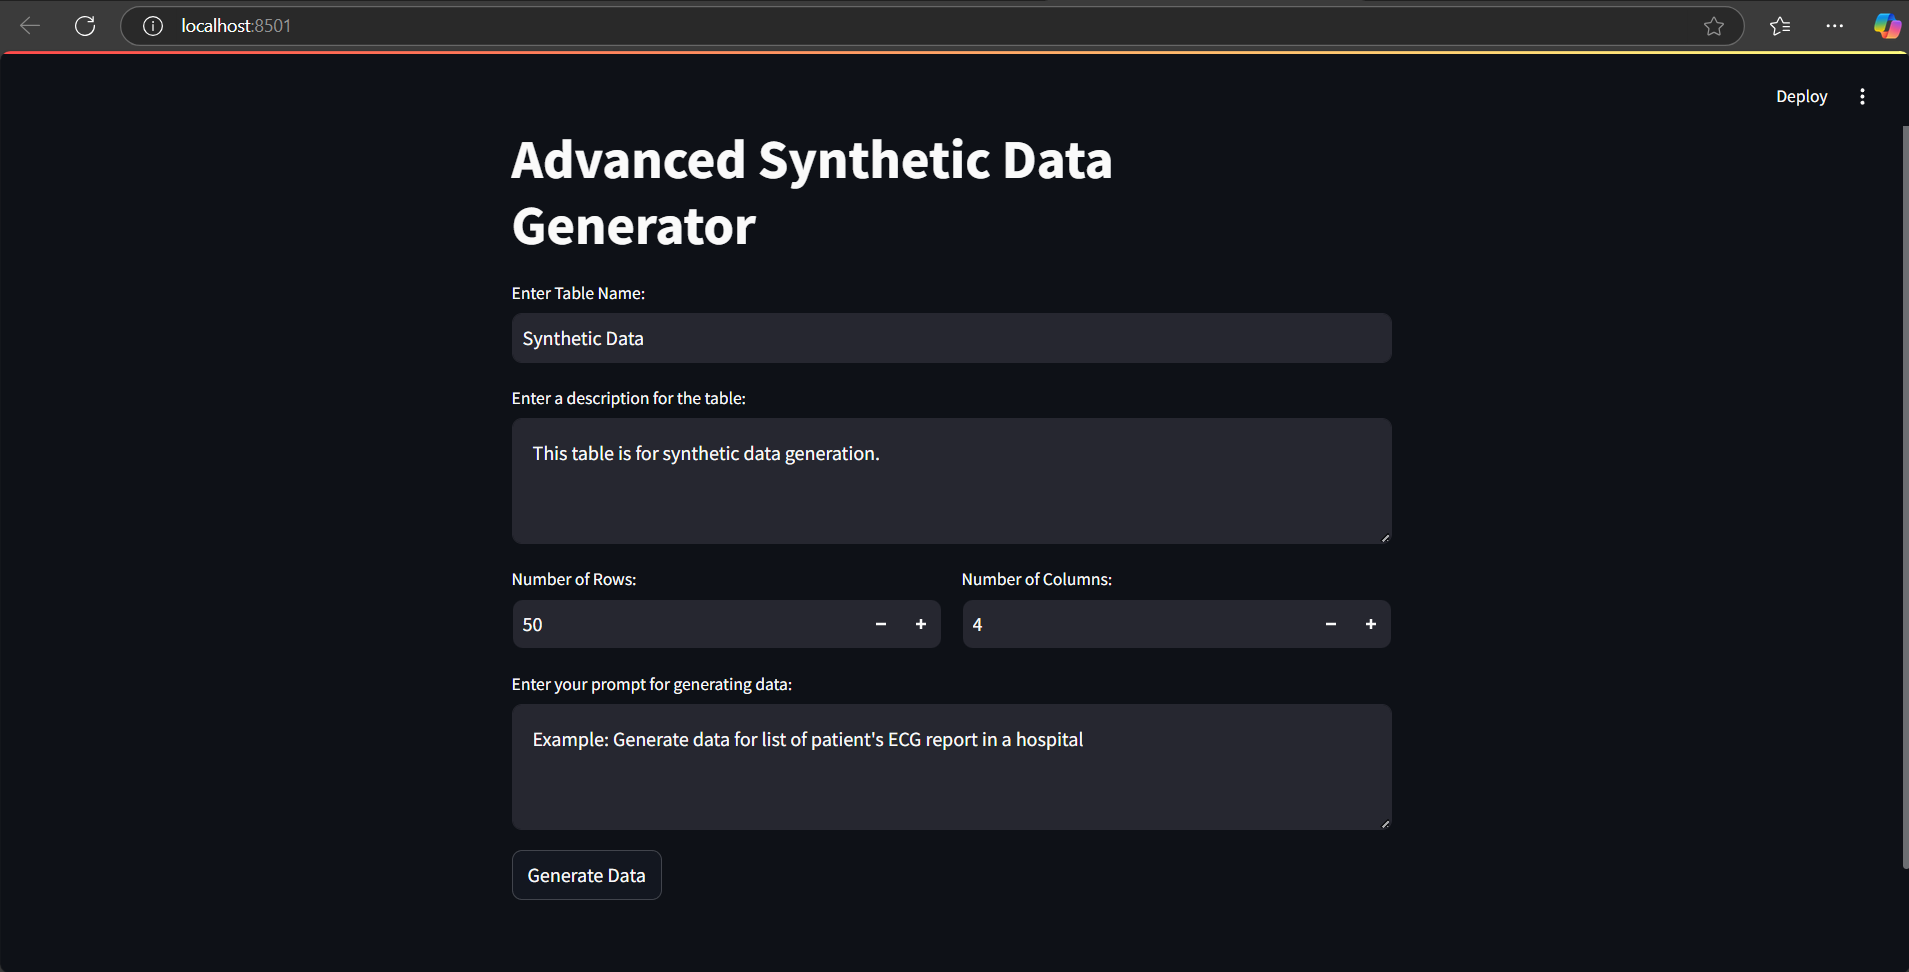 localhost:8501
Deploy
Advanced Synthetic Data
Generator
Enter Table Name:
Synthetic Data
Enter a description for the table:
This table is for synthetic data generation.
Number of Rows:
50
Number of Columns:
4
Enter your prompt for generating data:
Example: Generate data for list of patient's ECG report in a hospital
Generate Data